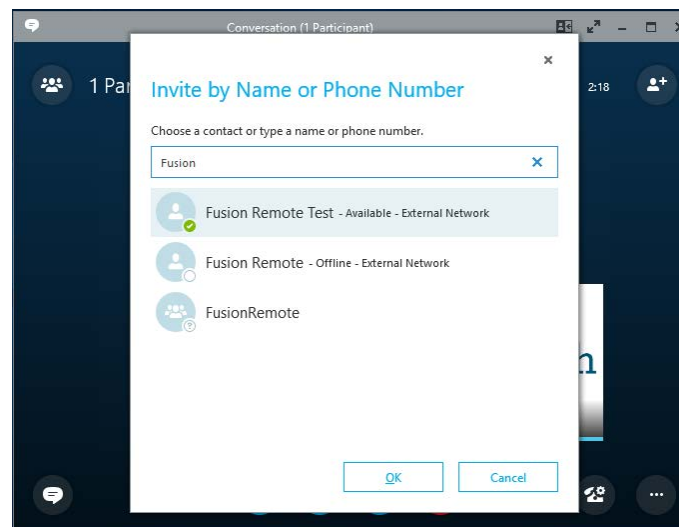 Conversation (1 Participant)
1 Par
2:18
Invite by Name or Phone Number
Choose a contact or type a name or phone number.
Fusion
Fusion Remote Test - Available - External Network
Fusion Remote - Offline - External Network
FusionRemote
n
OK
Cancel